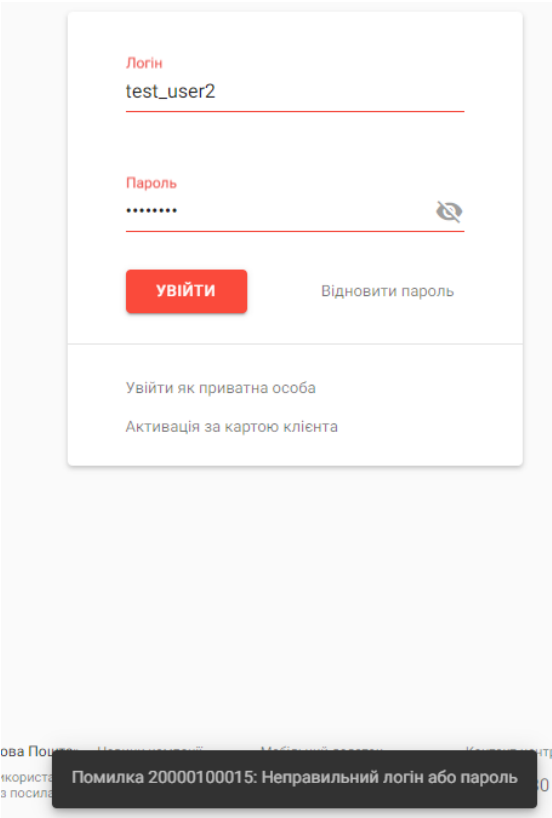 Логін
test_user2
Пароль
••••••••
УВІЙТИ
Відновити пароль
Увійти як приватна особа
Активація за картою клієнта
Помилка 20000100015: Неправильний логін або пароль